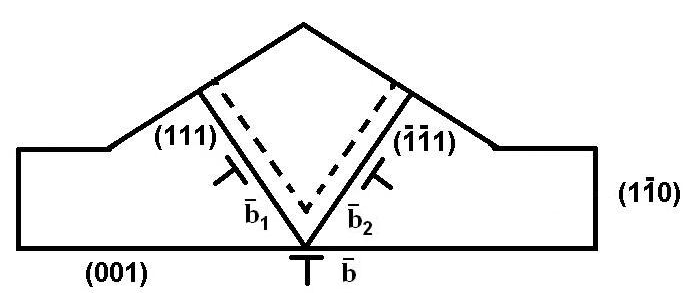 (111)
(1̄1̄1)
b̄₁
b̄₂
(11̄0)
(001)
b̄